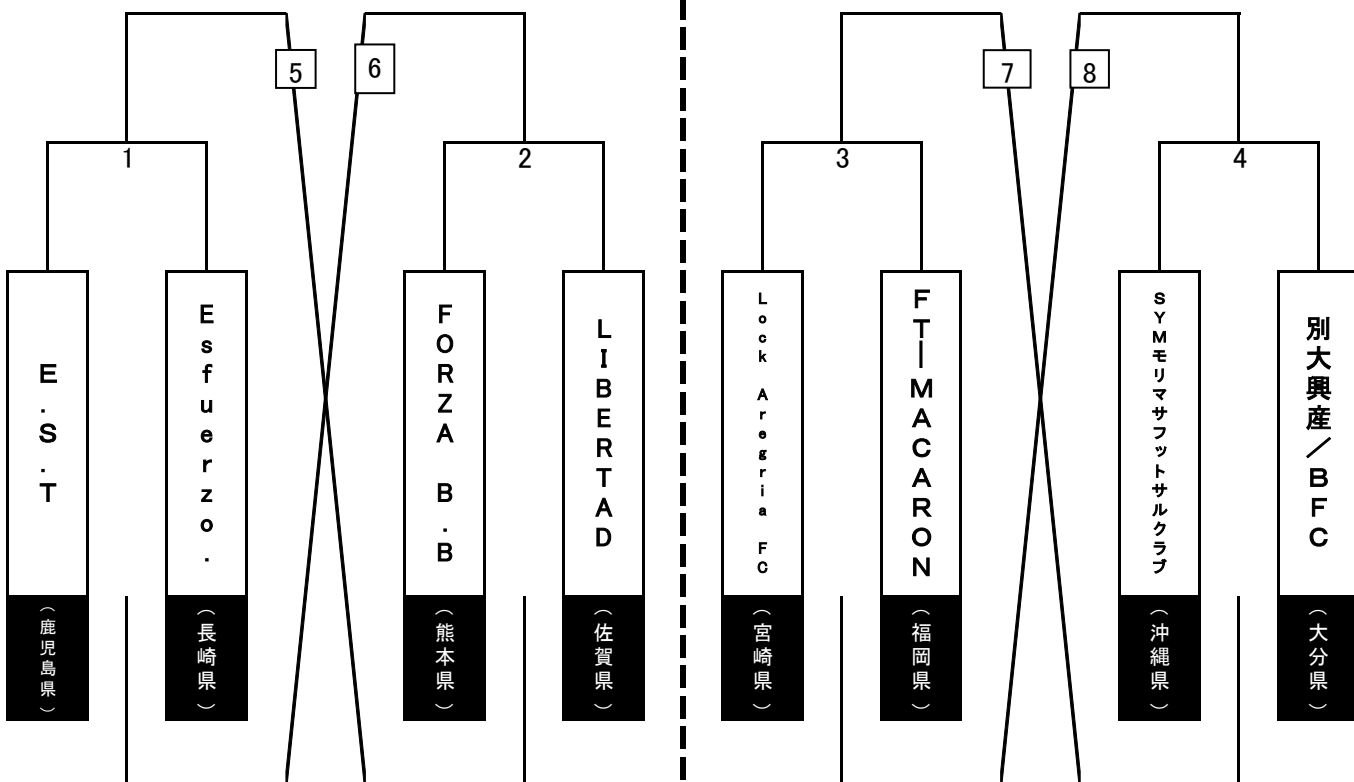 5
6
7
8
1
2
3
4
E.S.T
Esfuerzo.
FORZA B.B
LIBERTAD
Lock Aregria FC
FT―MACARON
SYMモリマサフットサルクラブ
別大興産/BFC
(鹿児島県)
(長崎県)
(熊本県)
(佐賀県)
(宮崎県)
(福岡県)
(沖縄県)
(大分県)